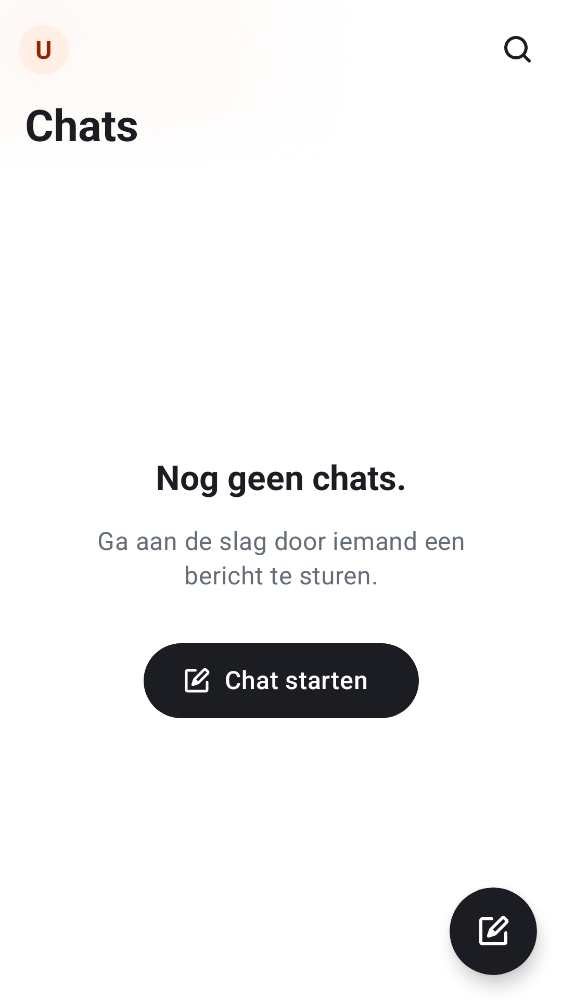 U
Chats
Nog geen chats.
Ga aan de slag door iemand een
bericht te sturen.
Chat starten